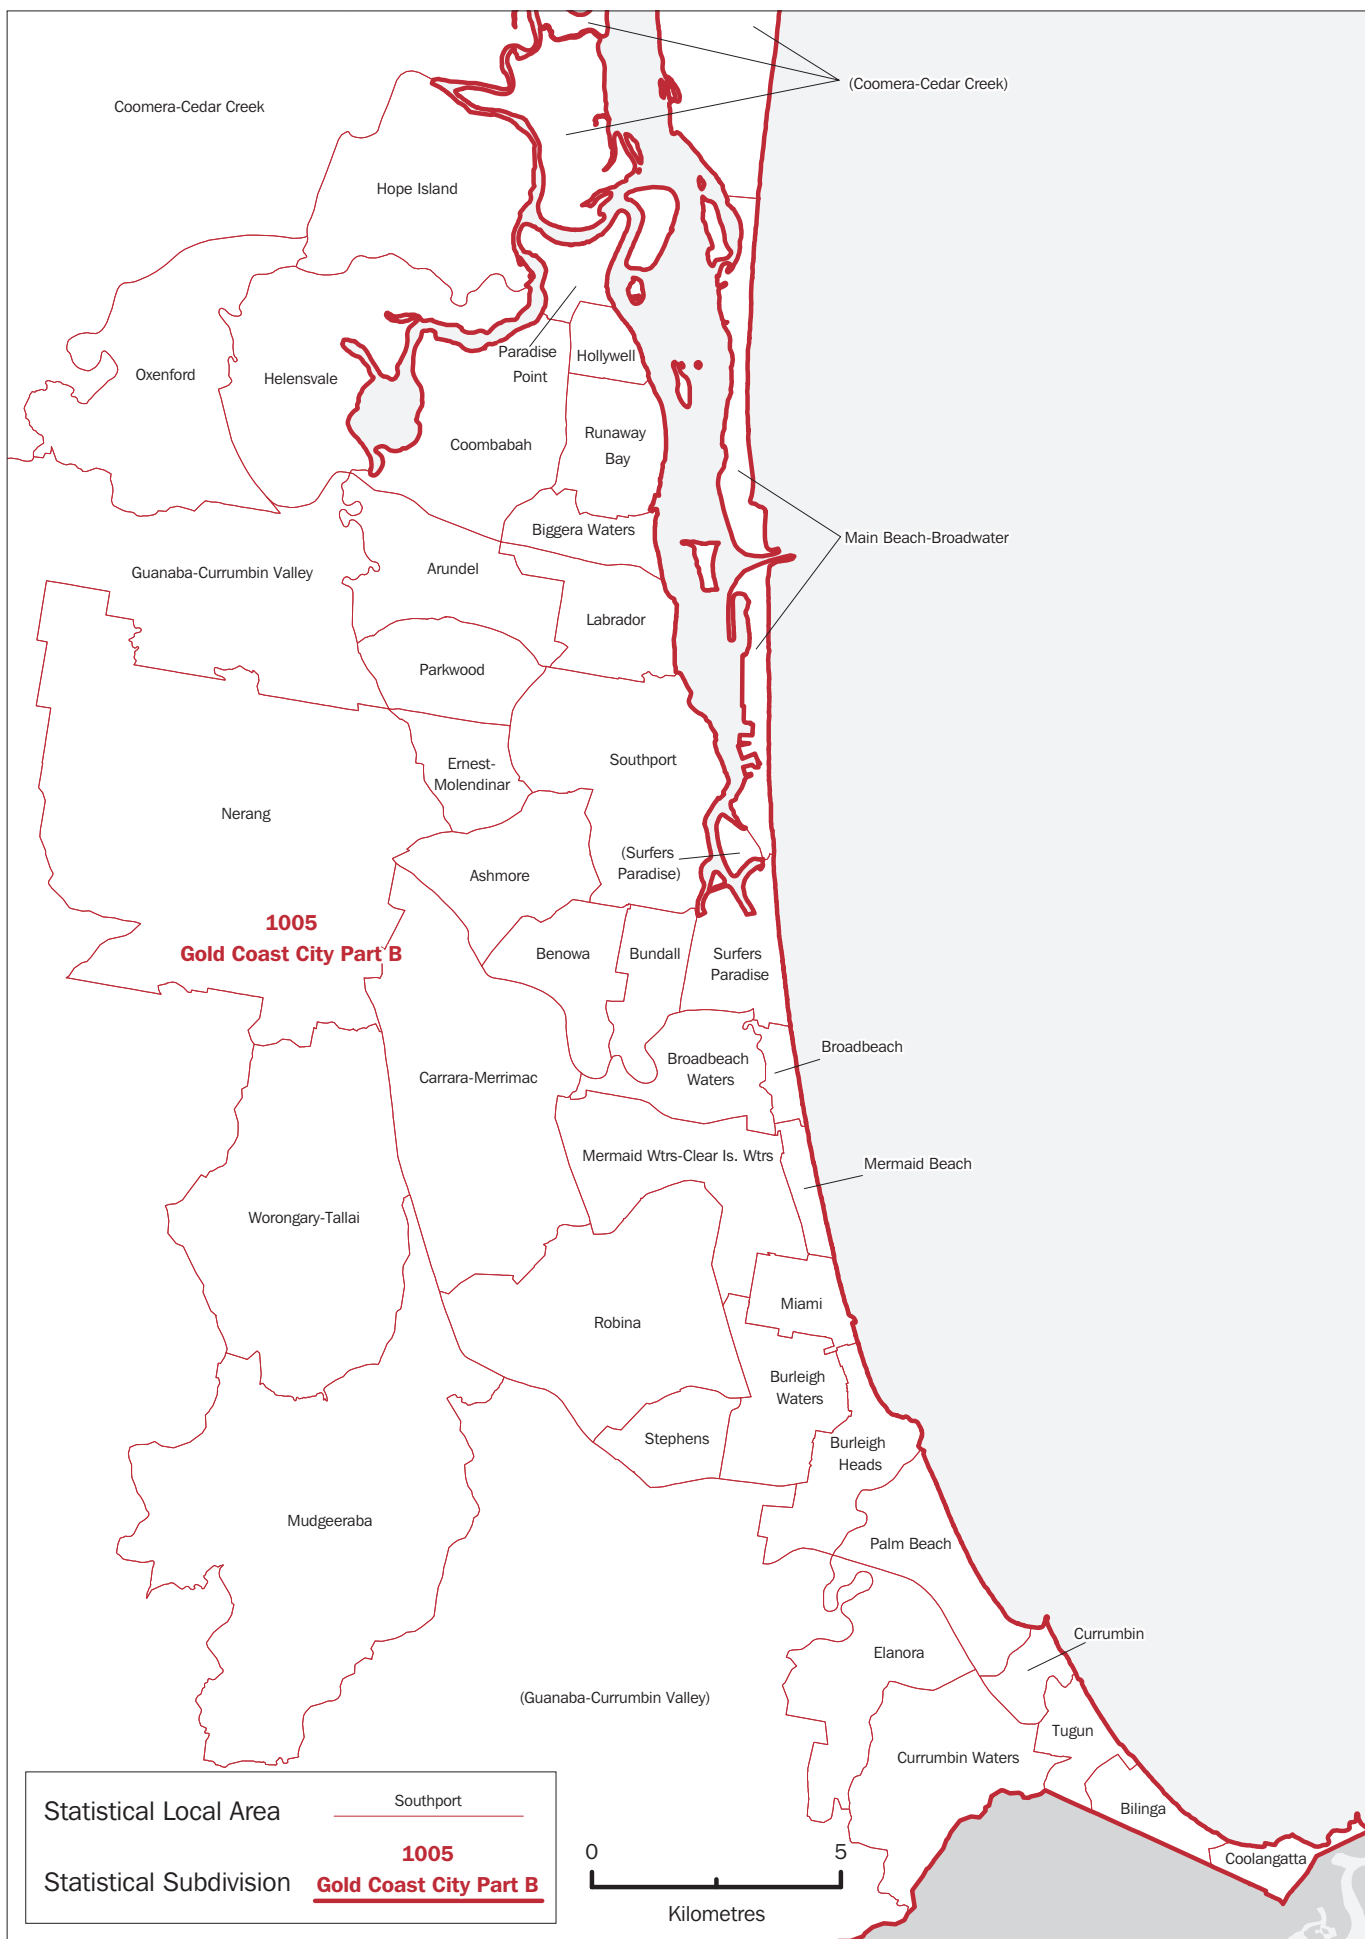 (Coomera-Cedar Creek)
Coomera-Cedar Creek
Hope Island
Paradise
Point
Hollywell
Oxenford
Helensvale
Runaway
Bay
Coombabah
Biggera Waters
Main Beach-Broadwater
Guanaba-Currumbin Valley
Arundel
Labrador
Parkwood
Southport
Ernest-
Molendinar
Nerang
(Surfers
Paradise)
Ashmore
1005
Gold Coast City Part B
Benowa
Bundall
Surfers
Paradise
Broadbeach
Broadbeach
Waters
Carrara-Merrimac
Mermaid Wtrs-Clear Is. Wtrs
Mermaid Beach
Worongary-Tallai
Miami
Robina
Burleigh
Waters
Stephens
Burleigh
Heads
Mudgeeraba
Palm Beach
Currumbin
Elanora
(Guanaba-Currumbin Valley)
Tugun
Currumbin Waters
Bilinga
Coolangatta
Statistical Local Area
Southport
Statistical Subdivision
1005
Gold Coast City Part B
0 5
Kilometres